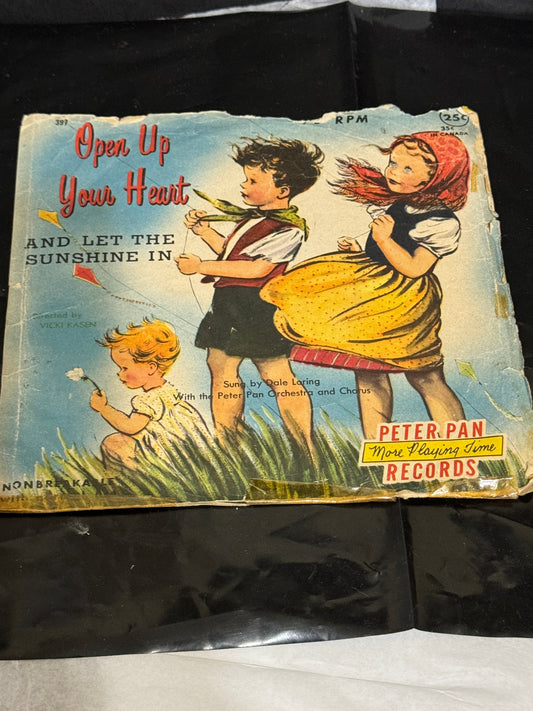 397
RPM
25¢
35¢
IN CANADA
Open Up
Your Heart
AND LET THE
SUNSHINE IN
Directed by
VICKI KASEN
Sung by Dale Loring
With the Peter Pan Orchestra and Chorus
PETER PAN
More Playing Time
RECORDS
NONBREAKABLE